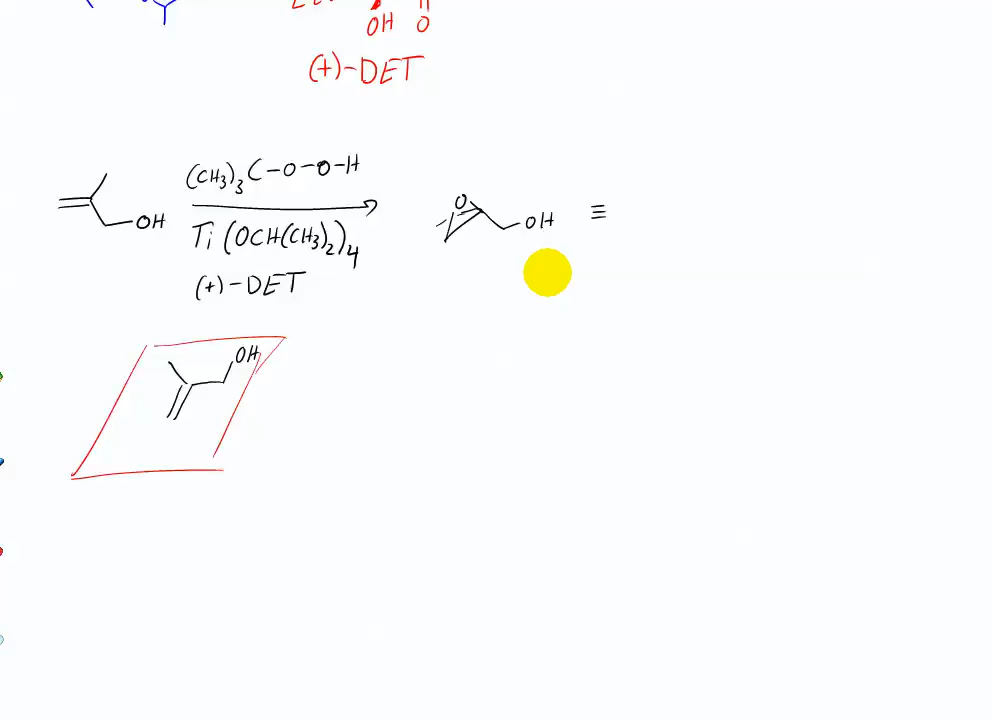 OH O
(+)-DET
(CH3)3C-O-O-H
OH
Ti(OCH(CH3)2)4
(+)-DET
O
OH ≡
OH